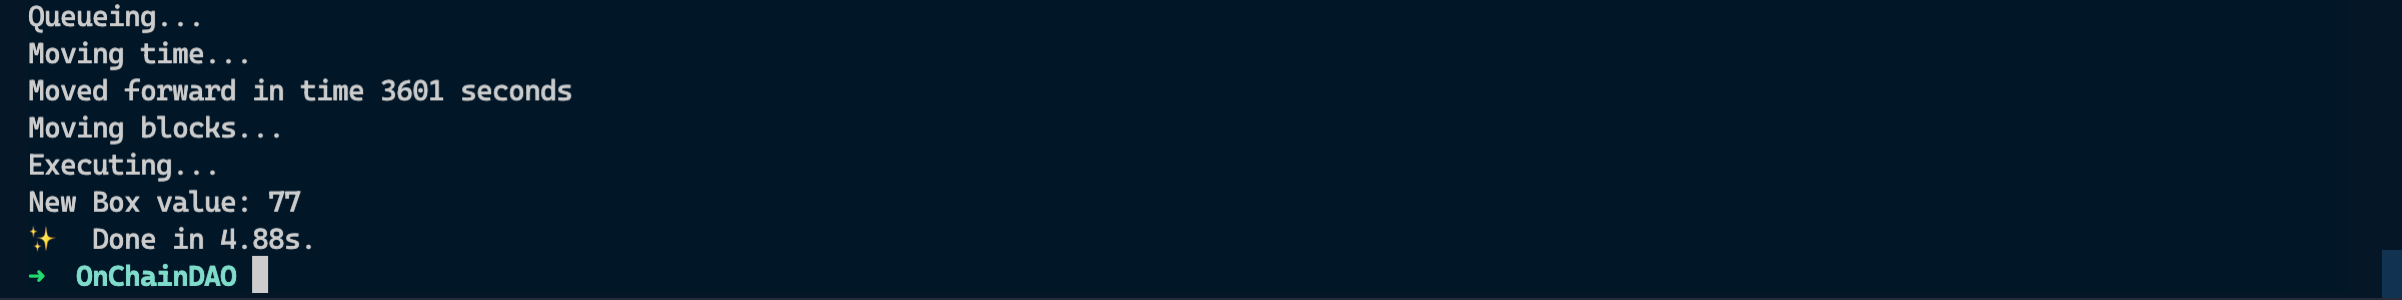 Queueing...
Moving time...
Moved forward in time 3601 seconds
Moving blocks...
Executing...
New Box value: 77
✨  Done in 4.88s.
→  OnChainDAO